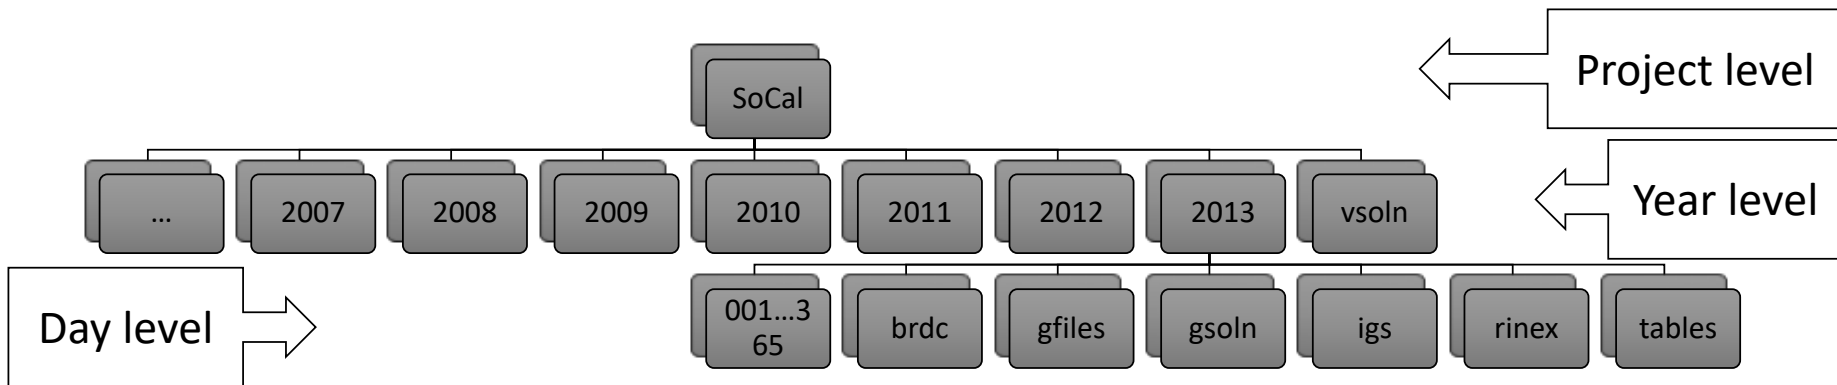 Project level
SoCal
Year level
...
2007
2008
2009
2010
2011
2012
2013
vsoln
Day level
001...3
65
brdc
gfiles
gsoln
igs
rinex
tables